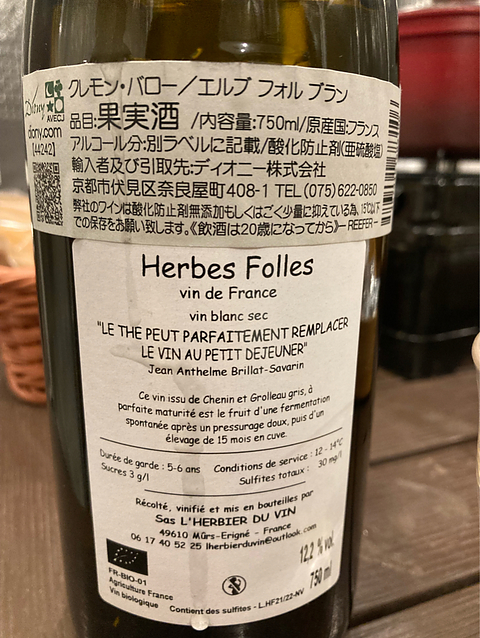 クレモン・バロー／エルブ フォル ブラン
Diony AVEC J
diony.com
[44242]
品目:果実酒 /内容量:750ml/原産国:フランス
アルコール分:別ラベルに記載/酸化防止剤(亜硫酸塩)
輸入者及び引取先:ディオニー株式会社
京都市伏見区奈良屋町408-1 TEL (075)622-0850
弊社のワインは酸化防止剤無添加もしくはごく少量に抑えている為、15℃以下
での保存をお願い致します。《飲酒は20歳になってから》ー REEFER ー
Herbes Folles
vin de France
vin blanc sec
"LE THE PEUT PARFAITEMENT REMPLACER
LE VIN AU PETIT DEJEUNER"
Jean Anthelme Brillat-Savarin
Ce vin issu de Chenin et Grolleau gris, à
parfaite maturité est le fruit d'une fermentation
spontanée après un pressurage doux, puis d'un
élevage de 15 mois en cuve.
Durée de garde : 5-6 ans Conditions de service : 12 - 14°C
Sucres 3 g/l Sulfites totaux : 30 mg/l
Récolté, vinifié et mis en bouteilles par
Sas L'HERBIER DU VIN
49610 Mûrs-Erigné - France
06 17 40 52 25 lherbierduvin@outlook.com
12.2 % vol.
750 ml
FR-BIO-01
Agriculture France
Vin biologique
Contient des sulfites - L.HF21/22-NV